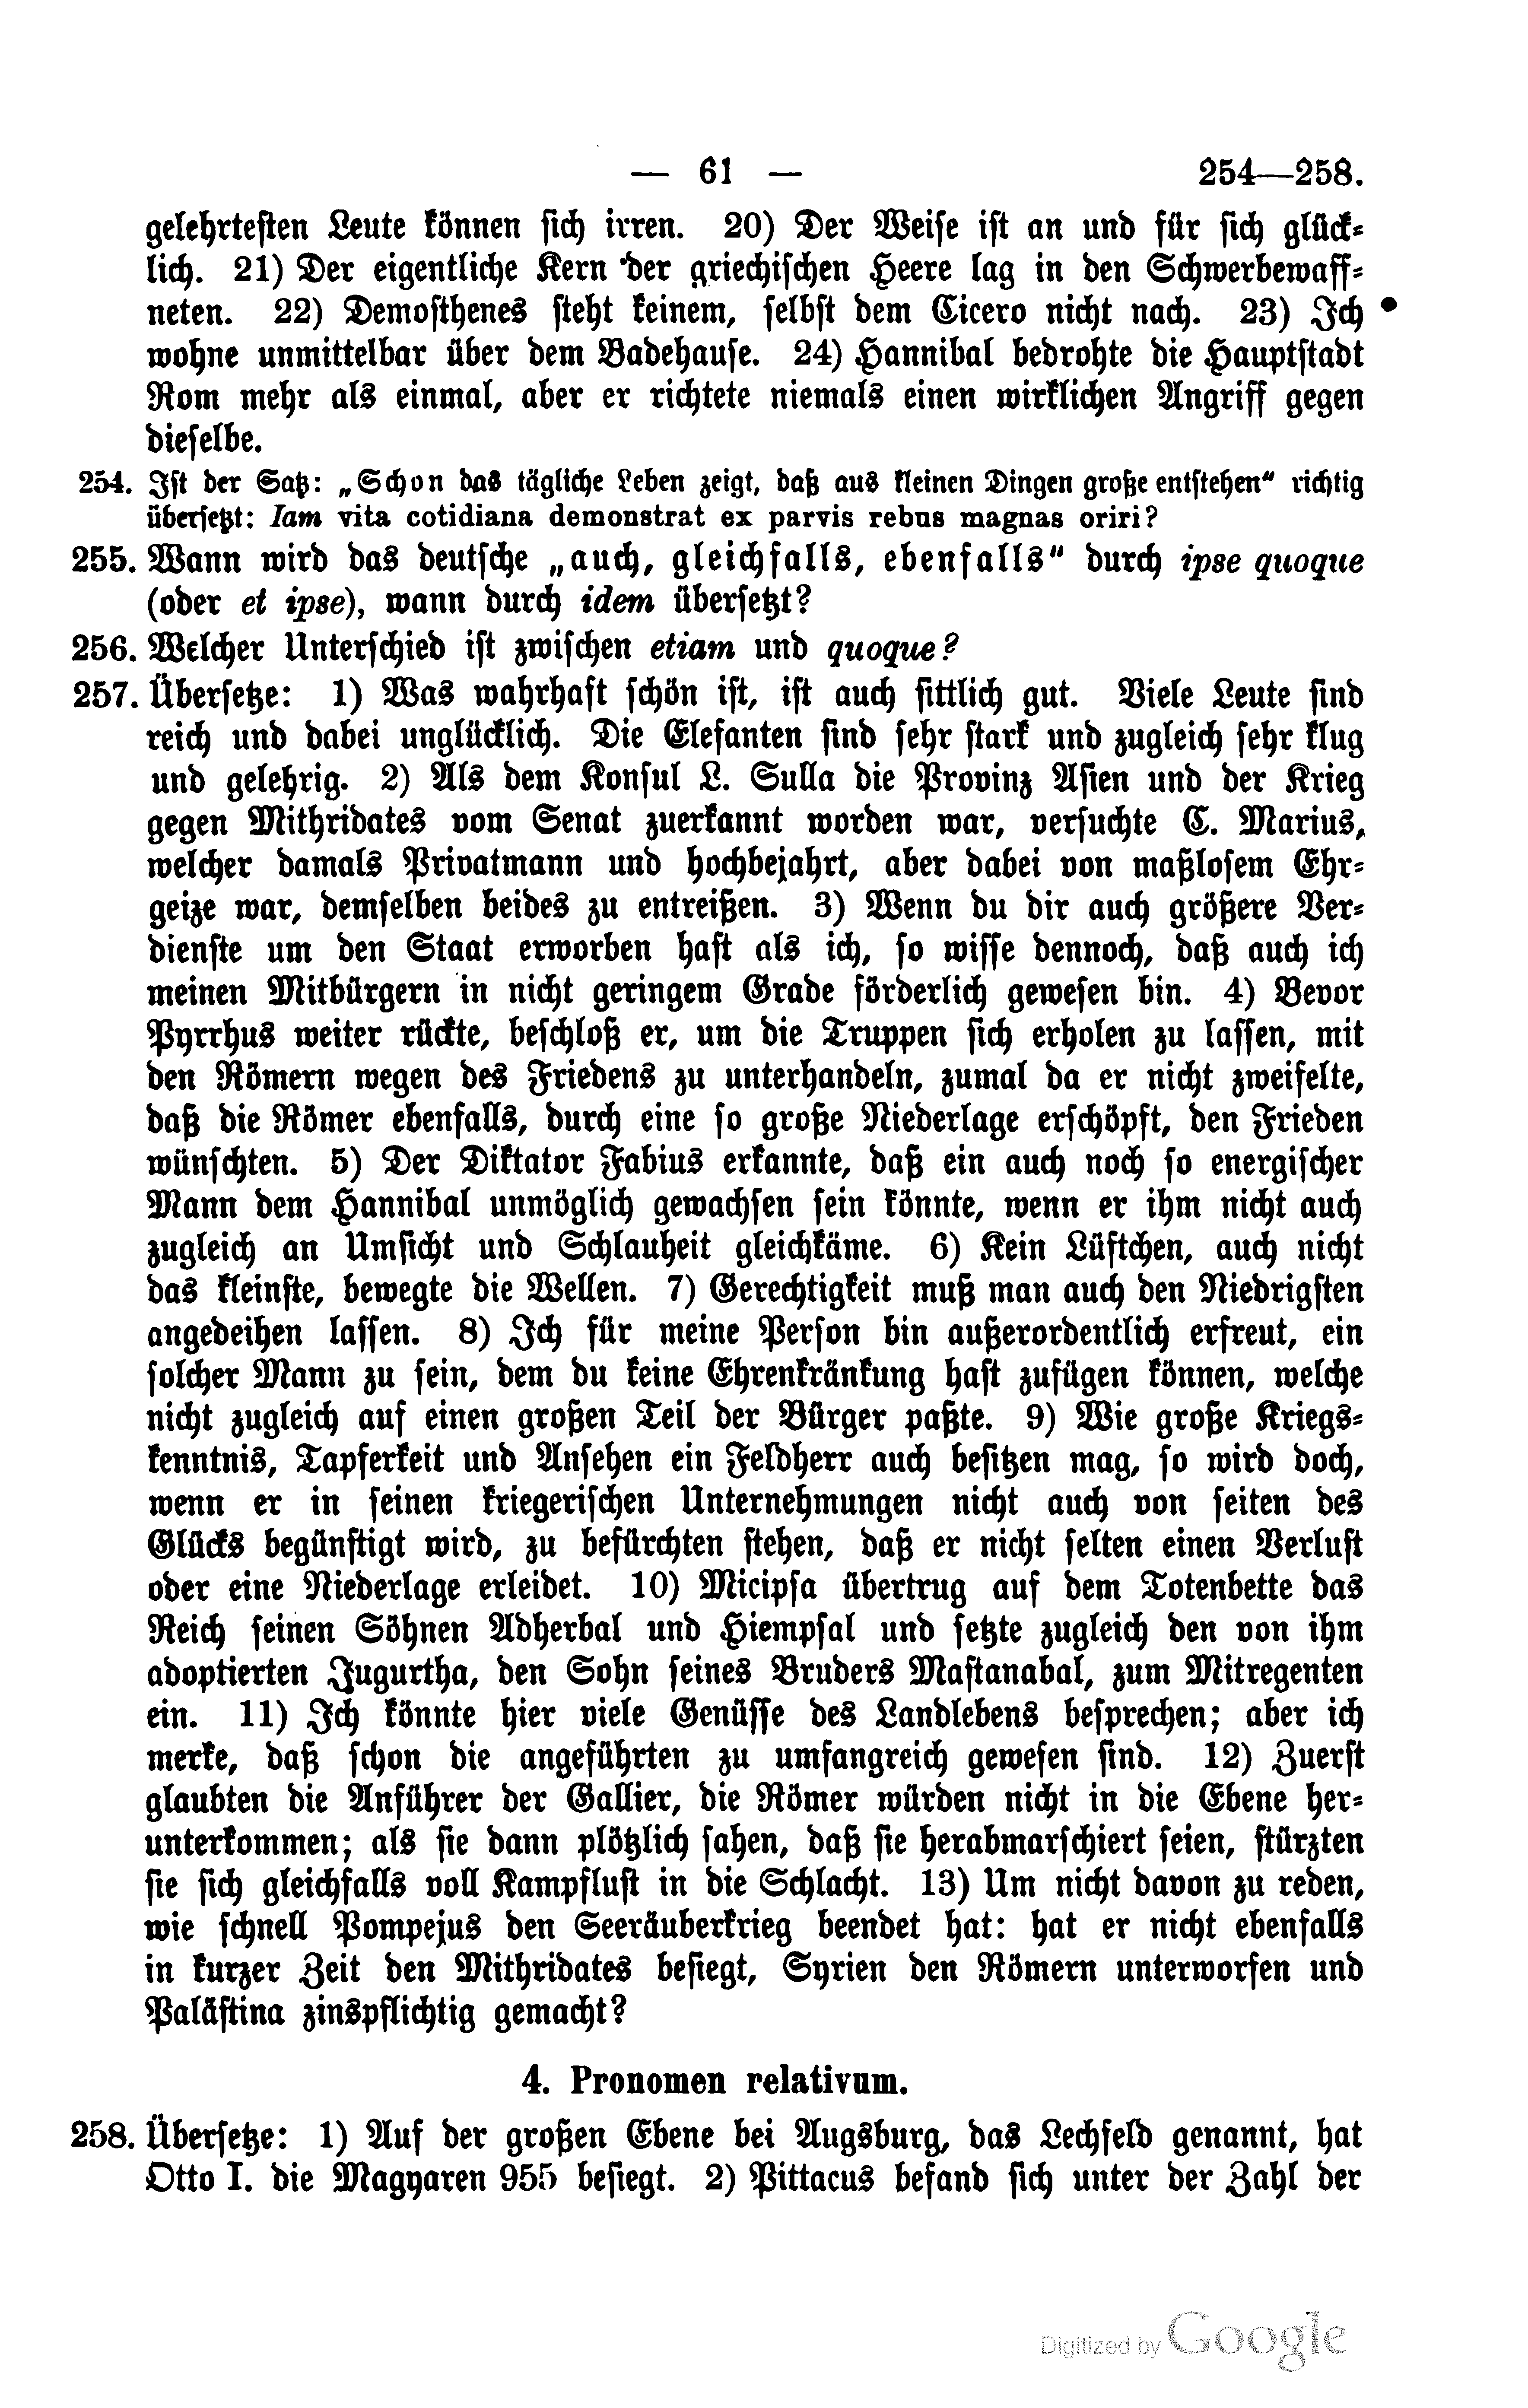 — 61 — 254—258.
gelehrtesten Leute können sich irren. 20) Der Weise ist an und für sich glück-
lich. 21) Der eigentliche Kern der griechischen Heere lag in den Schwerbewaff-
neten. 22) Demosthenes steht keinem, selbst dem Cicero nicht nach. 23) Ich
wohne unmittelbar über dem Badehause. 24) Hannibal bedrohte die Hauptstadt
Rom mehr als einmal, aber er richtete niemals einen wirklichen Angriff gegen
dieselbe.
254. Ist der Satz: „Schon das tägliche Leben zeigt, daß aus kleinen Dingen große entstehen“ richtig
übersetzt: Iam vita cotidiana demonstrat ex parvis rebus magnas oriri?
255. Wann wird das deutsche „auch, gleichfalls, ebenfalls“ durch ipse quoque
(oder et ipse), wann durch idem übersetzt?
256. Welcher Unterschied ist zwischen etiam und quoque?
257. Übersetze: 1) Was wahrhaft schön ist, ist auch sittlich gut. Viele Leute sind
reich und dabei unglücklich. Die Elefanten sind sehr stark und zugleich sehr klug
und gelehrig. 2) Als dem Konsul L. Sulla die Provinz Asien und der Krieg
gegen Mithridates vom Senat zuerkannt worden war, versuchte C. Marius,
welcher damals Privatmann und hochbejahrt, aber dabei von maßlosem Ehr-
geize war, demselben beides zu entreißen. 3) Wenn du dir auch größere Ver-
dienste um den Staat erworben hast als ich, so wisse dennoch, daß auch ich
meinen Mitbürgern in nicht geringem Grade förderlich gewesen bin. 4) Bevor
Pyrrhus weiter rückte, beschloß er, um die Truppen sich erholen zu lassen, mit
den Römern wegen des Friedens zu unterhandeln, zumal da er nicht zweifelte,
daß die Römer ebenfalls, durch eine so große Niederlage erschöpft, den Frieden
wünschten. 5) Der Diktator Fabius erkannte, daß ein auch noch so energischer
Mann dem Hannibal unmöglich gewachsen sein könnte, wenn er ihm nicht auch
zugleich an Umsicht und Schlauheit gleichkäme. 6) Kein Lüftchen, auch nicht
das kleinste, bewegte die Wellen. 7) Gerechtigkeit muß man auch den Niedrigsten
angedeihen lassen. 8) Ich für meine Person bin außerordentlich erfreut, ein
solcher Mann zu sein, dem du keine Ehrenkränkung hast zufügen können, welche
nicht zugleich auf einen großen Teil der Bürger paßte. 9) Wie große Kriegs-
kenntnis, Tapferkeit und Ansehen ein Feldherr auch besitzen mag, so wird doch,
wenn er in seinen kriegerischen Unternehmungen nicht auch von seiten des
Glücks begünstigt wird, zu befürchten stehen, daß er nicht selten einen Verlust
oder eine Niederlage erleidet. 10) Micipsa übertrug auf dem Totenbette das
Reich seinen Söhnen Adherbal und Hiempsal und setzte zugleich den von ihm
adoptierten Jugurtha, den Sohn seines Bruders Mastanabal, zum Mitregenten
ein. 11) Ich könnte hier viele Genüsse des Landlebens besprechen; aber ich
merke, daß schon die angeführten zu umfangreich gewesen sind. 12) Zuerst
glaubten die Anführer der Gallier, die Römer würden nicht in die Ebene her-
unterkommen; als sie dann plötzlich sahen, daß sie herabmarschiert seien, stürzten
sie sich gleichfalls voll Kampflust in die Schlacht. 13) Um nicht davon zu reden,
wie schnell Pompejus den Seeräuberkrieg beendet hat: hat er nicht ebenfalls
in kurzer Zeit den Mithridates besiegt, Syrien den Römern unterworfen und
Palästina zinspflichtig gemacht?
4. Pronomen relativum.
258. Übersetze: 1) Auf der großen Ebene bei Augsburg, das Lechfeld genannt, hat
Otto I. die Magyaren 955 besiegt. 2) Pittacus befand sich unter der Zahl der
Digitized by Google